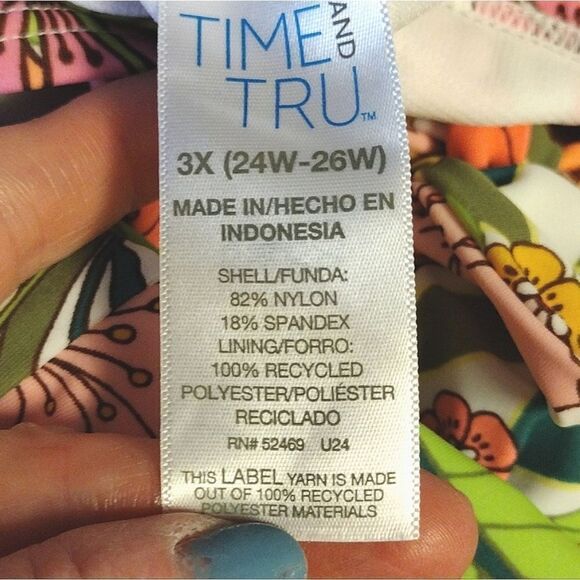 TIME AND
TRU™
3X (24W-26W)
MADE IN/HECHO EN
INDONESIA
SHELL/FUNDA:
82% NYLON
18% SPANDEX
LINING/FORRO:
100% RECYCLED
POLYESTER/POLIÉSTER
RECICLADO
RN# 52469 U24
THIS LABEL YARN IS MADE
OUT OF 100% RECYCLED
POLYESTER MATERIALS